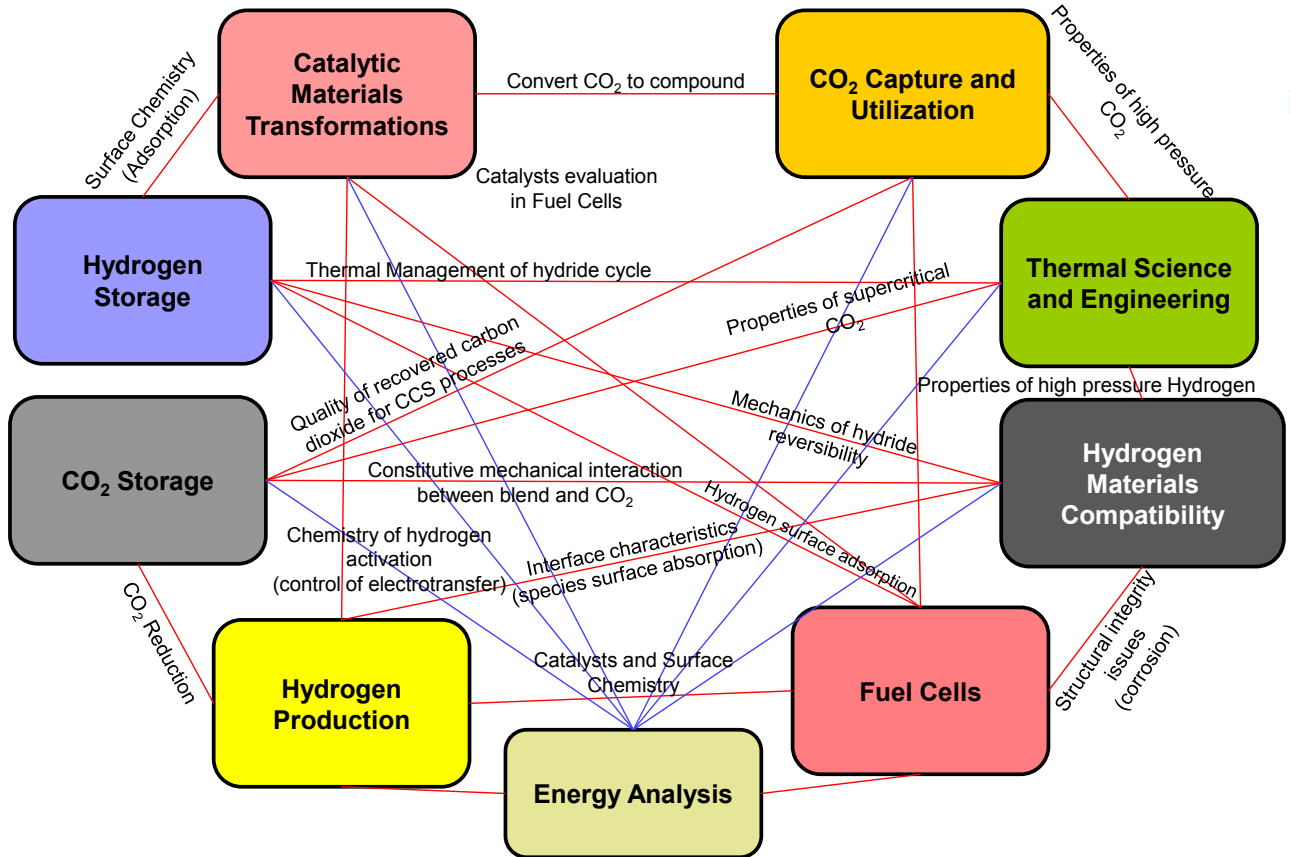 Catalytic
Materials
Transformations
Convert CO₂ to compound
CO₂ Capture and
Utilization
Properties of high pressure
CO₂
Surface Chemistry
(Adsorption)
Catalysts evaluation
in Fuel Cells
Hydrogen
Storage
Thermal Management of hydride cycle
Thermal Science
and Engineering
Properties of supercritical
CO₂
Quality of recovered carbon
dioxide for CCS processes
Properties of high pressure Hydrogen
Mechanics of hydride
reversibility
CO₂ Storage
Constitutive mechanical interaction
between blend and CO₂
Hydrogen
Materials
Compatibility
Hydrogen surface adsorption
Chemistry of hydrogen
activation
(control of electrotransfer)
Interface characteristics
(species surface absorption)
CO₂ Reduction
Structural integrity
issues
(corrosion)
Hydrogen
Production
Catalysts and Surface
Chemistry
Fuel Cells
Energy Analysis